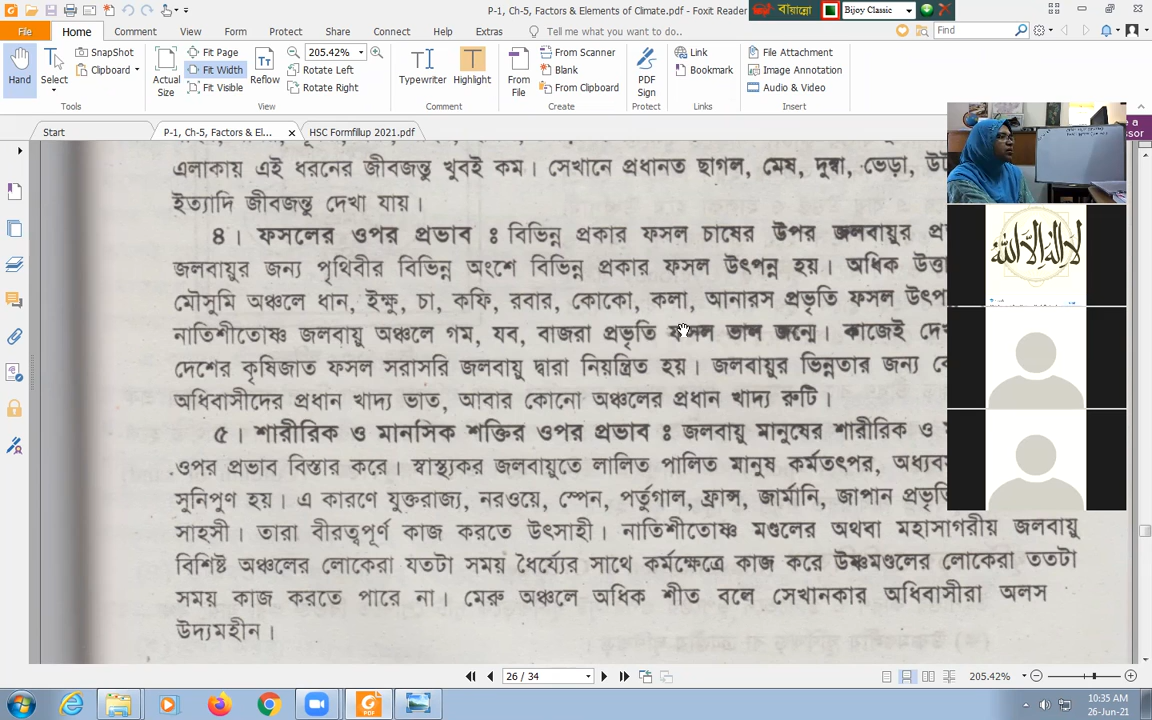 P-1, Ch-5, Factors & Elements of Climate.pdf - Foxit Reader
বাঁয়ান্নো
Bijoy Classic
File Home Comment View Form Protect Share Connect Help Extras Tell me what you want to do... Find
Hand
Select
SnapShot
Clipboard
Tools
Actual Size
Fit Page
Fit Width
Fit Visible
Reflow
205.42%
Rotate Left
Rotate Right
View
Typewriter
Highlight
Comment
From File
From Scanner
Blank
From Clipboard
Create
PDF Sign
Protect
Link
Bookmark
Links
File Attachment
Image Annotation
Audio & Video
Insert
Start P-1, Ch-5, Factors & El... HSC Formfillup 2021.pdf
এলাকায় এই ধরনের জীবজন্তু খুবই কম। সেখানে প্রধানত ছাগল, মেষ, দুম্বা, ভেড়া,
ইত্যাদি জীবজন্তু দেখা যায়।
৪। ফসলের ওপর প্রভাব ঃ বিভিন্ন প্রকার ফসল চাষের উপর জলবায়ুর
জলবায়ুর জন্য পৃথিবীর বিভিন্ন অংশে বিভিন্ন প্রকার ফসল উৎপন্ন হয়। অধিক
মৌসুমি অঞ্চলে ধান, ইক্ষু, চা, কফি, রবার, কোকো, কলা, আনারস প্রভৃতি ফসল
নাতিশীতোষ্ণ জলবায়ু অঞ্চলে গম, যব, বাজরা প্রভৃতি ফসল ভাল জন্মে। কাজেই
দেশের কৃষিজাত ফসল সরাসরি জলবায়ু দ্বারা নিয়ন্ত্রিত হয়। জলবায়ুর ভিন্নতার জন্য
অধিবাসীদের প্রধান খাদ্য ভাত, আবার কোনো অঞ্চলের প্রধান খাদ্য রুটি।
৫। শারীরিক ও মানসিক শক্তির ওপর প্রভাব ঃ জলবায়ু মানুষের শারীরিক ও
ওপর প্রভাব বিস্তার করে। স্বাস্থ্যকর জলবায়ুতে লালিত পালিত মানুষ কর্মতৎপর,
সুনিপুণ হয়। এ কারণে যুক্তরাজ্য, নরওয়ে, স্পেন, পর্তুগাল, ফ্রান্স, জার্মানি, জাপান
সাহসী। তারা বীরত্বপূর্ণ কাজ করতে উৎসাহী। নাতিশীতোষ্ণ মণ্ডলের অথবা মহাসাগরীয় জলবায়ু
বিশিষ্ট অঞ্চলের লোকেরা যতটা সময় ধৈর্য্যের সাথে কর্মক্ষেত্রে কাজ করে উষ্ণমণ্ডলের লোকেরা ততটা
সময় কাজ করতে পারে না। মেরু অঞ্চলে অধিক শীত বলে সেখানকার অধিবাসীরা অলস
উদ্যমহীন।
لا إله إلا الله
26 / 34
205.42%
10:35 AM
26-Jun-21